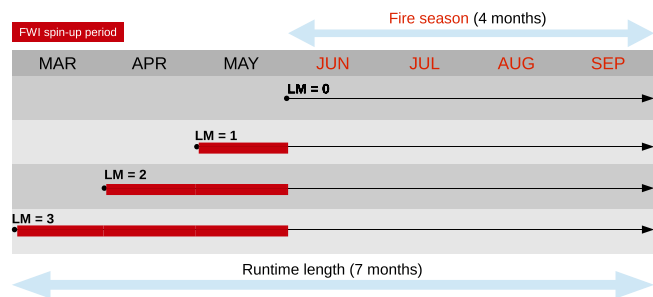 Fire season (4 months)
FWI spin-up period
MAR APR MAY JUN JUL AUG SEP
LM = 0
LM = 1
LM = 2
LM = 3
Runtime length (7 months)